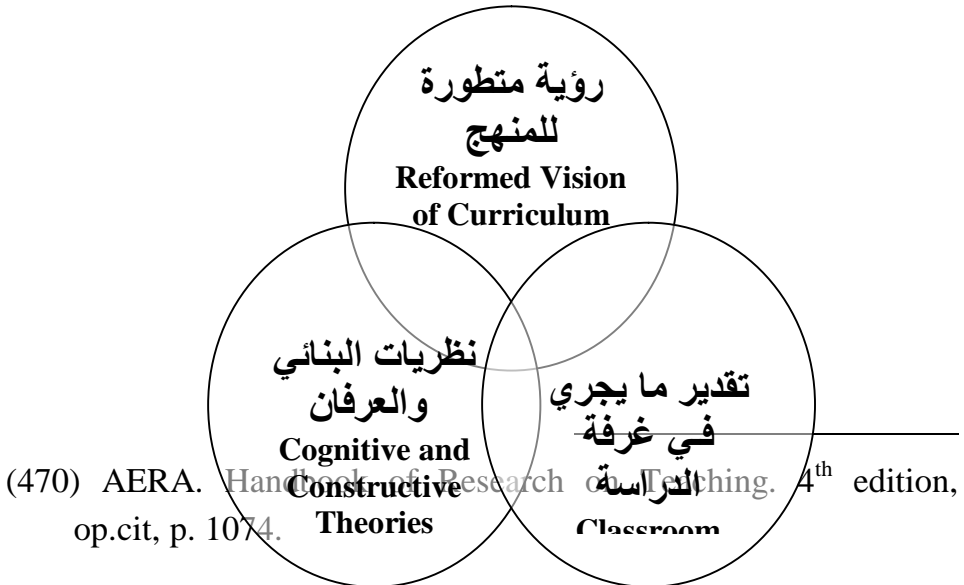 رؤية متطورة
للمنهج
Reformed Vision
of Curriculum
نظريات البنائي
والعرفان
Cognitive and
Constructive
Theories
تقدير ما يجري
في غرفة
الدراسة
Classroom
(470) AERA. Handbook of Research on Teaching. 4th edition,
op.cit, p. 1074.